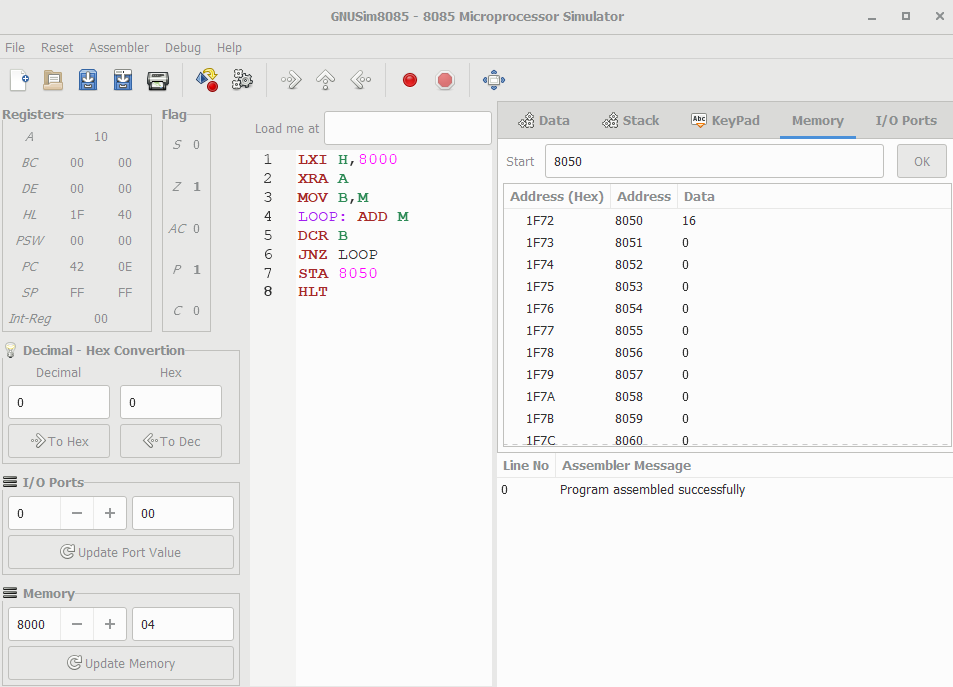 GNUSim8085 - 8085 Microprocessor Simulator
File Reset Assembler Debug Help
Registers
A 10
BC 00 00
DE 00 00
HL 1F 40
PSW 00 00
PC 42 0E
SP FF FF
Int-Reg 00
Flag
S 0
Z 1
AC 0
P 1
C 0
Decimal - Hex Convertion
Decimal Hex
0 0
To Hex To Dec
I/O Ports
0 − + 00
Update Port Value
Memory
8000 − + 04
Update Memory
Load me at
1 LXI H,8000
2 XRA A
3 MOV B,M
4 LOOP: ADD M
5 DCR B
6 JNZ LOOP
7 STA 8050
8 HLT
Data Stack Abc KeyPad Memory I/O Ports
Start 8050 OK
Address (Hex) Address Data
1F72 8050 16
1F73 8051 0
1F74 8052 0
1F75 8053 0
1F76 8054 0
1F77 8055 0
1F78 8056 0
1F79 8057 0
1F7A 8058 0
1F7B 8059 0
1F7C 8060 0
Line No Assembler Message
0 Program assembled successfully